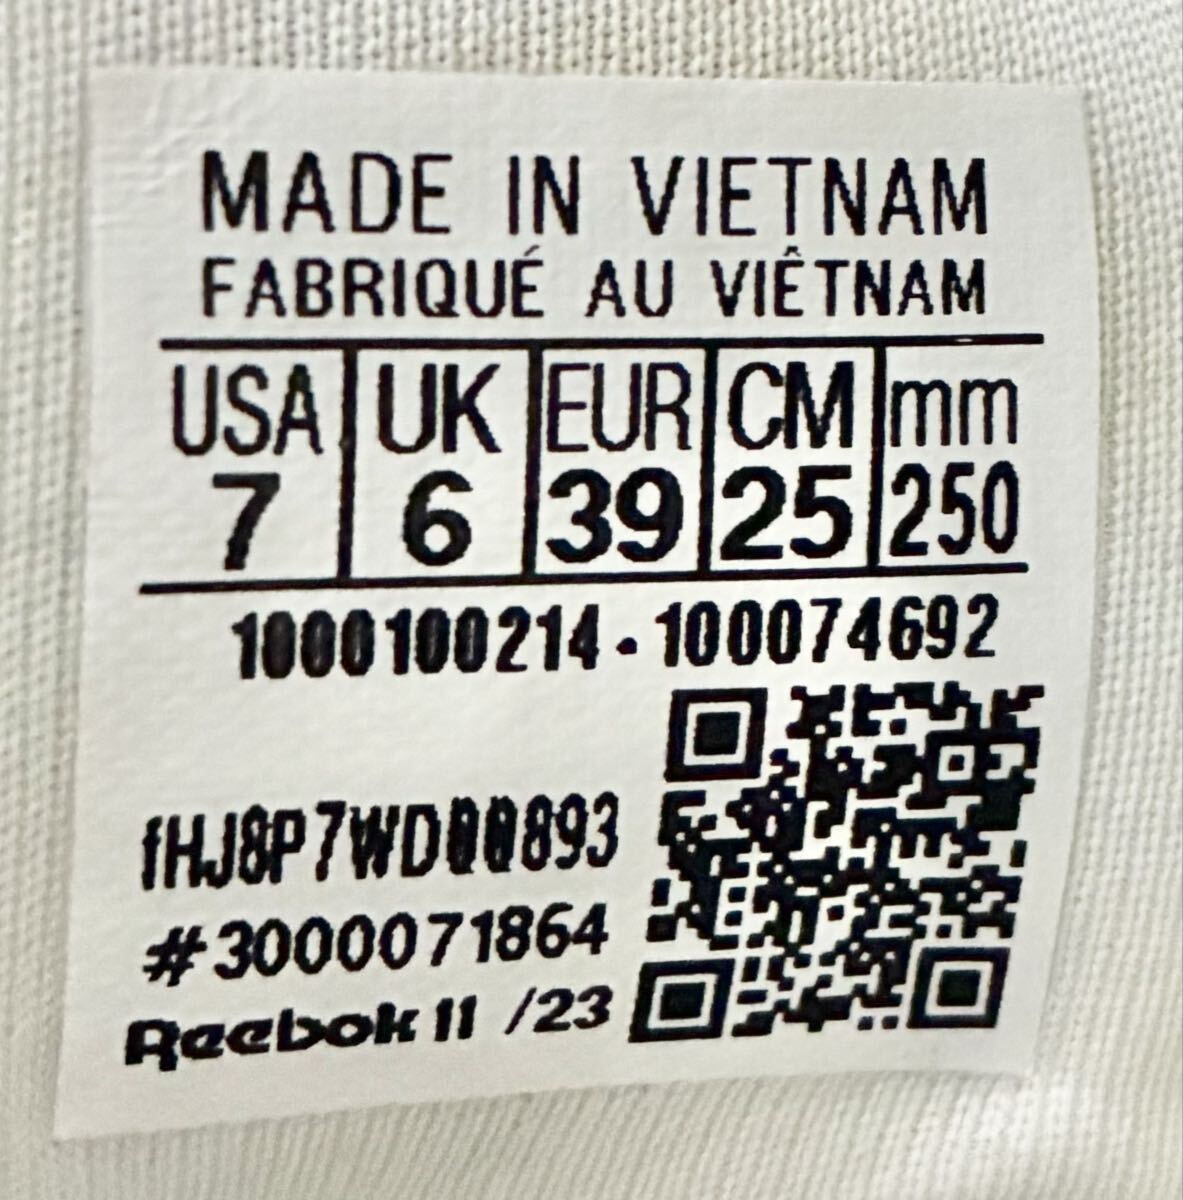 MADE IN VIETNAM
FABRIQUÉ AU VIÊTNAM
USA UK EUR CM mm
7 6 39 25 250
1000100214 · 100074692
fHJ8P7WD00893
#3000071864
Reebok 11 /23